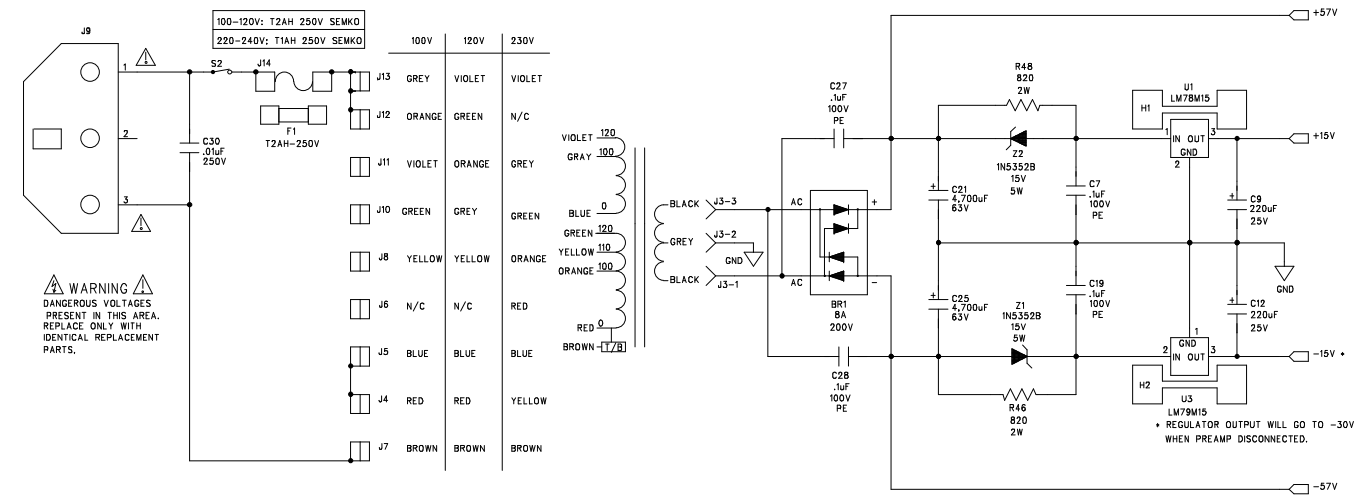 J9
1
2
3
100-120V: T2AH 250V SEMKO
220-240V: T1AH 250V SEMKO
S2
J14
F1
T2AH-250V
C30
.01uF
250V
WARNING
DANGEROUS VOLTAGES
PRESENT IN THIS AREA.
REPLACE ONLY WITH
IDENTICAL REPLACEMENT
PARTS.
100V 120V 230V
J13 GREY VIOLET VIOLET
J12 ORANGE GREEN N/C
J11 VIOLET ORANGE GREY
J10 GREEN GREY GREEN
J8 YELLOW YELLOW ORANGE
J6 N/C N/C RED
J5 BLUE BLUE BLUE
J4 RED RED YELLOW
J7 BROWN BROWN BROWN
VIOLET 120
GRAY 100
BLUE 0
GREEN 120
YELLOW 110
ORANGE 100
RED 0
BROWN T/B
BLACK J3-3
GREY J3-2
GND
BLACK J3-1
C27
.1uF
100V
PE
AC +
AC -
BR1
8A
200V
C28
.1uF
100V
PE
+57V
R48
820
2W
Z2
1N5352B
15V
5W
+ C21
4,700uF
63V
C7
.1uF
100V
PE
U1
LM78M15
H1
1 IN OUT 3
GND
2
+15V
+ C9
220uF
25V
+ C25
4,700uF
63V
Z1
1N5352B
15V
5W
C19
.1uF
100V
PE
GND
+ C12
220uF
25V
1
GND
2 IN OUT 3
-15V *
R46
820
2W
H2
U3
LM79M15
* REGULATOR OUTPUT WILL GO TO -30V
WHEN PREAMP DISCONNECTED.
-57V